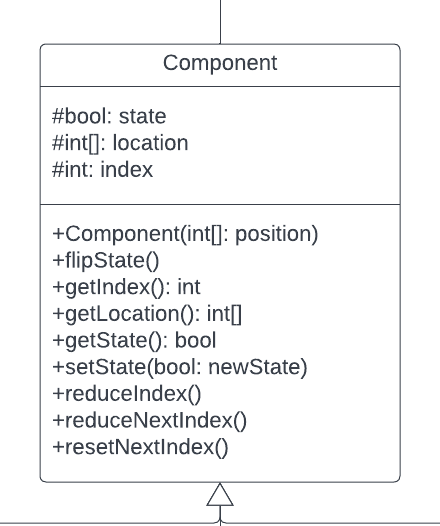 Component
#bool: state
#int[]: location
#int: index
+Component(int[]: position)
+flipState()
+getIndex(): int
+getLocation(): int[]
+getState(): bool
+setState(bool: newState)
+reduceIndex()
+reduceNextIndex()
+resetNextIndex()